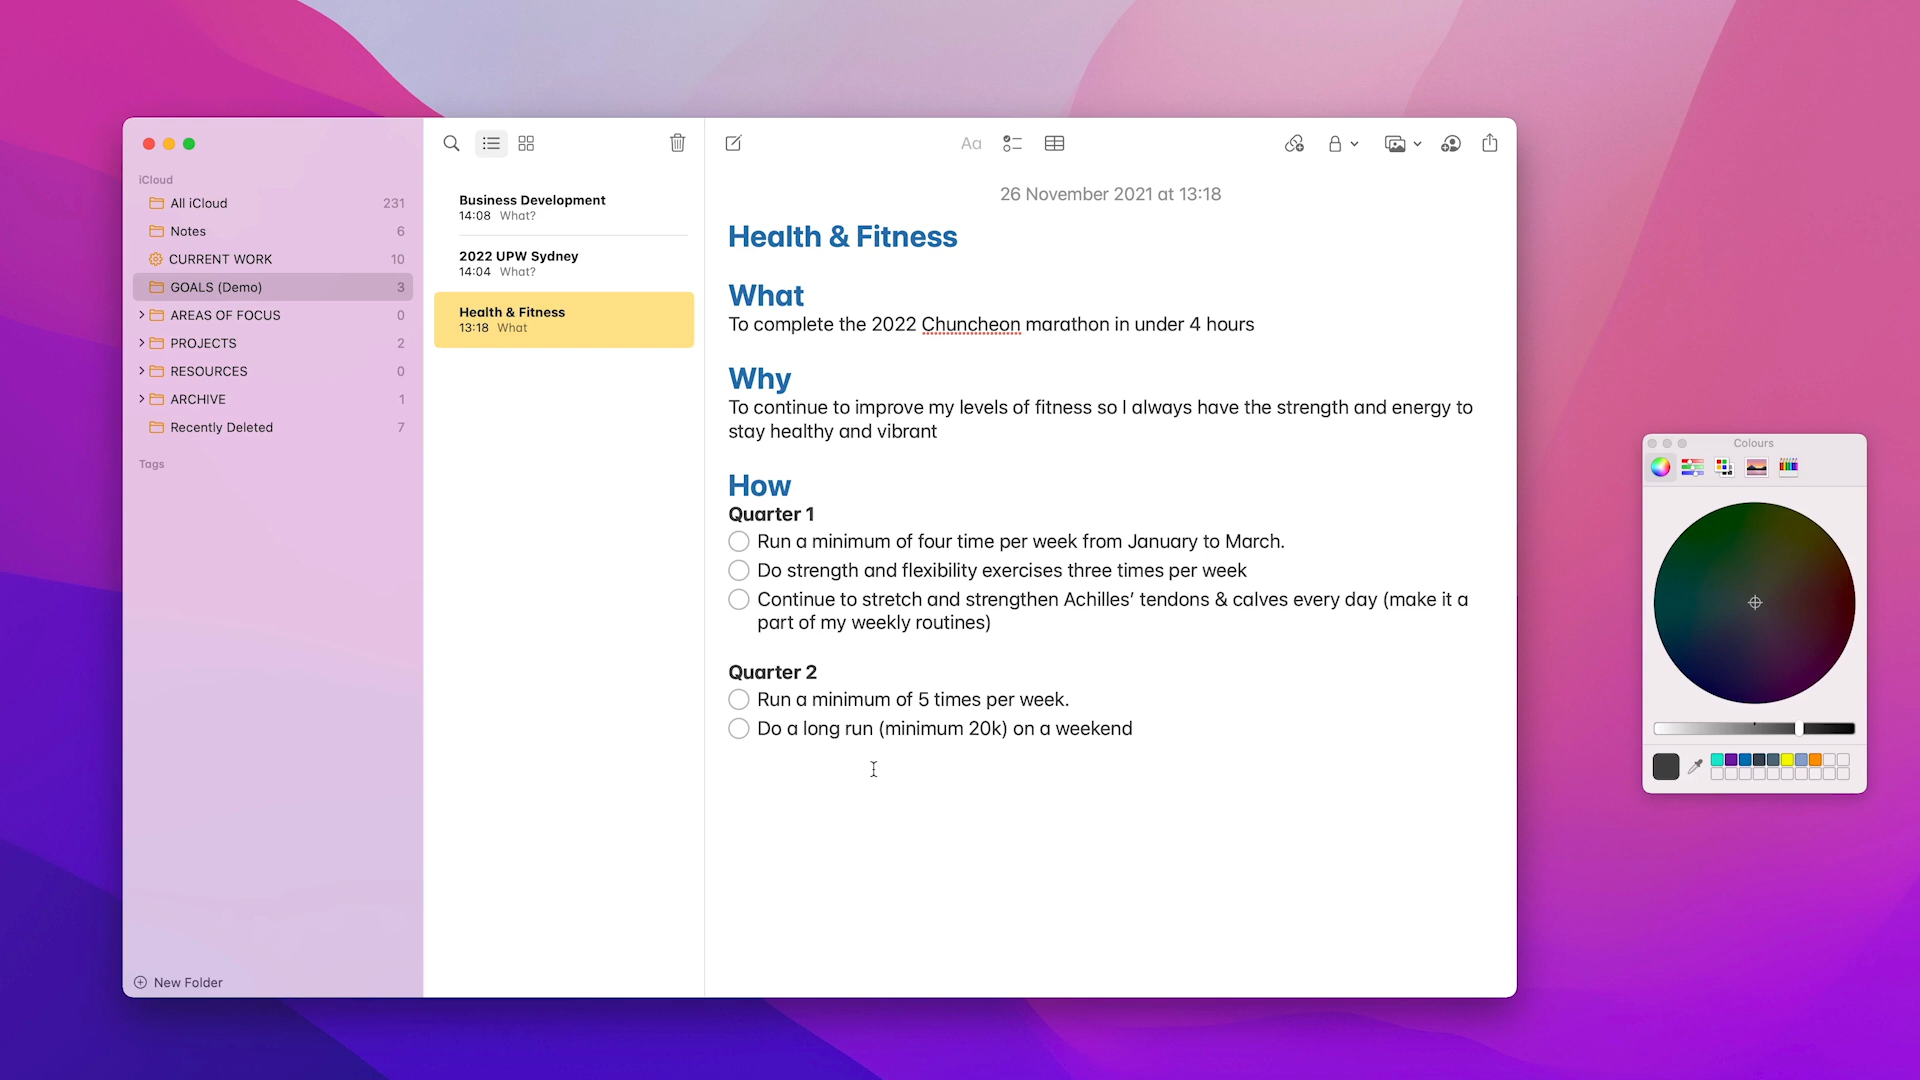 iCloud
All iCloud 231
Notes 6
CURRENT WORK 10
GOALS (Demo) 3
AREAS OF FOCUS 0
PROJECTS 2
RESOURCES 0
ARCHIVE 1
Recently Deleted 7
Tags
New Folder
Business Development
14:08 What?
2022 UPW Sydney
14:04 What?
Health & Fitness
13:18 What
Aa
26 November 2021 at 13:18
Health & Fitness
What
To complete the 2022 Chuncheon marathon in under 4 hours
Why
To continue to improve my levels of fitness so I always have the strength and energy to
stay healthy and vibrant
How
Quarter 1
Run a minimum of four time per week from January to March.
Do strength and flexibility exercises three times per week
Continue to stretch and strengthen Achilles’ tendons & calves every day (make it a
part of my weekly routines)
Quarter 2
Run a minimum of 5 times per week.
Do a long run (minimum 20k) on a weekend
Colours